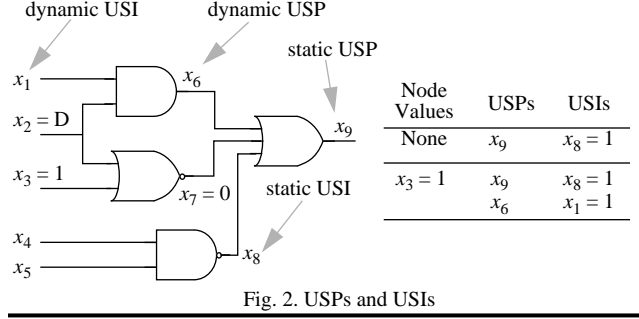 dynamic USI
dynamic USP
static USP
x1
x6
x2 = D
x9
x3 = 1
x7 = 0
static USI
x4
x5
x8
Node Values USPs USIs
None x9 x8 = 1
x3 = 1 x9 x8 = 1
x6 x1 = 1
Fig. 2. USPs and USIs